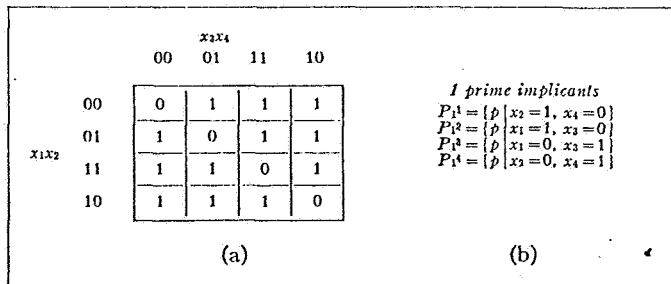 x₃x₄
00 01 11 10
00 0 1 1 1
01 1 0 1 1
x₁x₂
11 1 1 0 1
10 1 1 1 0
(a)
1 prime implicants
P₁¹ = {p | x₂ = 1, x₄ = 0}
P₁² = {p | x₁ = 1, x₃ = 0}
P₁³ = {p | x₁ = 0, x₃ = 1}
P₁⁴ = {p | x₂ = 0, x₄ = 1}
(b)